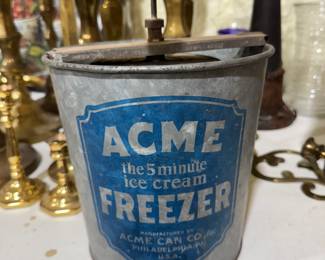 ACME
the 5 minute
ice cream
FREEZER
MANUFACTURED BY
ACME CAN CO.
PHILADELPHIA, PA.
U.S.A.